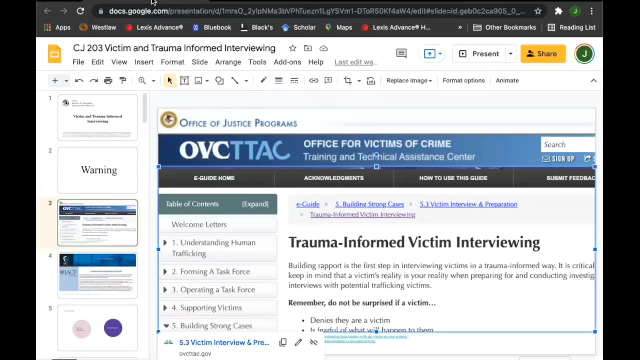 docs.google.com/presentation/d/1mrsO_2ylpNMa3bVPhTuezntLgYSVm1-DToR50Kf4aW4/edit#slide=id.geb0c2ca905_0_...
Apps Westlaw Lexis Advance® Lexis Advance® Bluebook Black's Scholar Other Bookmarks Reading List
CJ 203 Victim and Trauma Informed Interviewing
File Edit View Insert Format Slide Arrange Tools Add-ons Help Last edit wa...
Present
Share
J
Replace image Format options Animate
1
Victim and Trauma Informed
Interviewing
2
Warning
3
4
5
OFFICE OF JUSTICE PROGRAMS
OVCTTAC
OFFICE FOR VICTIMS OF CRIME
Training and Technical Assistance Center
Search
SIGN UP
E-GUIDE HOME ACKNOWLEDGMENTS HOW TO USE THIS GUIDE SUBMIT FEEDBAC
Table of Contents (Expand)
Welcome Letters
1. Understanding Human
Trafficking
2. Forming A Task Force
3. Operating a Task Force
4. Supporting Victims
5. Building Strong Cases
e-Guide 5. Building Strong Cases 5.3 Victim Interview & Preparation
Trauma-Informed Victim Interviewing
Trauma-Informed Victim Interviewing
Building rapport is the first step in interviewing victims in a trauma-informed way. It is critical
keep in mind that a victim's reality is your reality when preparing for and conducting investiga
interviews with potential trafficking victims.
Remember, do not be surprised if a victim…
Denies they are a victim
Is fearful of what will happen to them
5.3 Victim Interview & Pre...
ovcttac.gov